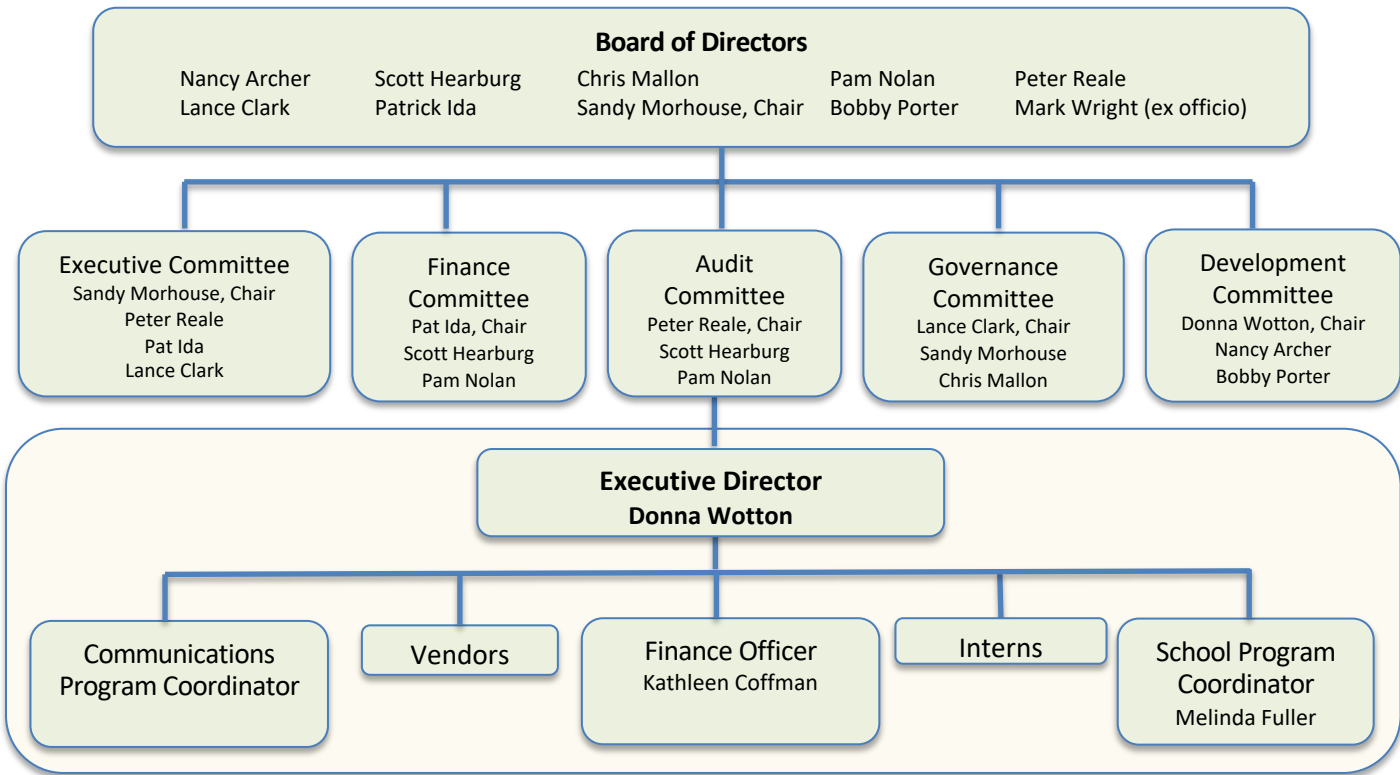 Board of Directors
Nancy Archer Scott Hearburg Chris Mallon Pam Nolan Peter Reale
Lance Clark Patrick Ida Sandy Morhouse, Chair Bobby Porter Mark Wright (ex officio)
Executive Committee
Sandy Morhouse, Chair
Peter Reale
Pat Ida
Lance Clark
Finance
Committee
Pat Ida, Chair
Scott Hearburg
Pam Nolan
Audit
Committee
Peter Reale, Chair
Scott Hearburg
Pam Nolan
Governance
Committee
Lance Clark, Chair
Sandy Morhouse
Chris Mallon
Development
Committee
Donna Wotton, Chair
Nancy Archer
Bobby Porter
Executive Director
Donna Wotton
Communications
Program Coordinator
Vendors
Finance Officer
Kathleen Coffman
Interns
School Program
Coordinator
Melinda Fuller